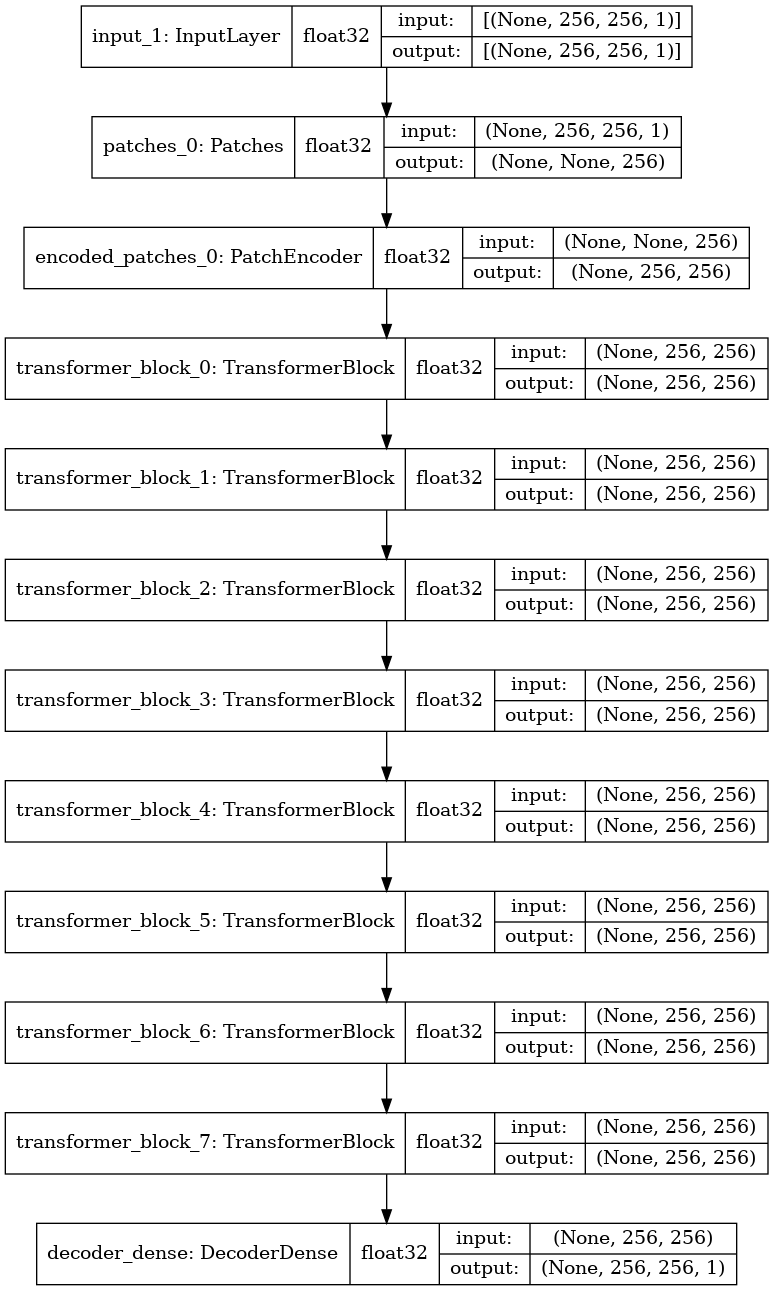 input_1: InputLayer float32 input: [(None, 256, 256, 1)]
output: [(None, 256, 256, 1)]
patches_0: Patches float32 input: (None, 256, 256, 1)
output: (None, None, 256)
encoded_patches_0: PatchEncoder float32 input: (None, None, 256)
output: (None, 256, 256)
transformer_block_0: TransformerBlock float32 input: (None, 256, 256)
output: (None, 256, 256)
transformer_block_1: TransformerBlock float32 input: (None, 256, 256)
output: (None, 256, 256)
transformer_block_2: TransformerBlock float32 input: (None, 256, 256)
output: (None, 256, 256)
transformer_block_3: TransformerBlock float32 input: (None, 256, 256)
output: (None, 256, 256)
transformer_block_4: TransformerBlock float32 input: (None, 256, 256)
output: (None, 256, 256)
transformer_block_5: TransformerBlock float32 input: (None, 256, 256)
output: (None, 256, 256)
transformer_block_6: TransformerBlock float32 input: (None, 256, 256)
output: (None, 256, 256)
transformer_block_7: TransformerBlock float32 input: (None, 256, 256)
output: (None, 256, 256)
decoder_dense: DecoderDense float32 input: (None, 256, 256)
output: (None, 256, 256, 1)